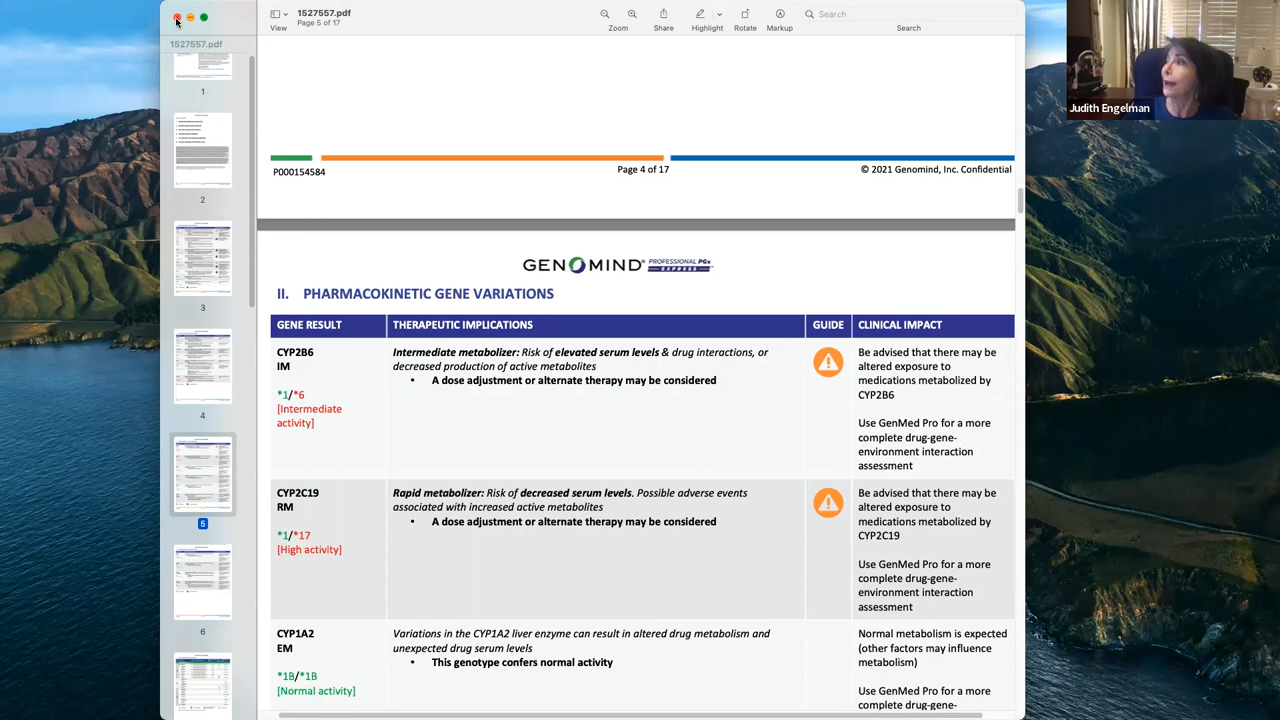 1527557.pdf
Page 5 of 17
View
Zoom
Share
Highlight
Rotate
Markup
Search
Search
1527557.pdf
1
2
3
4
5
6
Judith Engelman
P000154584
Page 4 of 17
© 2021 Genomind, Inc. Confidential
GENOMIND® PROFESSIONAL PGx
EXPRESS
II. PHARMACOKINETIC GENE VARIATIONS
GENE RESULT
THERAPEUTIC IMPLICATIONS
GUIDE
CLINICAL IMPACT
CYP2B6
IM
*1/*6
[Intermediate
activity]
Intermediate metabolizer: Risk of elevated serum levels & drug interactions, or
decreased production of active metabolites
• A dose adjustment or alternate therapy may be considered
Be advised that there may be
altered exposure to
medications metabolized by
CYP2B6
Use GenMed Pro for a more
complete drug-gene-
environment interaction
assessment
CYP2C19
RM
*1/*17
[High activity]
Rapid metabolizer: Risk of decreased serum levels. Possible adverse events
associated with increased active metabolites
• A dose adjustment or alternate therapy may be considered
Be advised that there may be
altered exposure to
medications metabolized by
CYP2C19
Use GenMed Pro for a more
complete drug-gene-
environment interaction
assessment
CYP1A2
EM
*1B/*1B
[Normal activity]
Variations in the CYP1A2 liver enzyme can result in altered drug metabolism and
unexpected drug serum levels
• This genotype confers normal activity
Normal metabolism is expected
(other factors may influence
metabolism)
Use GenMed Pro for a more
complete drug-gene-